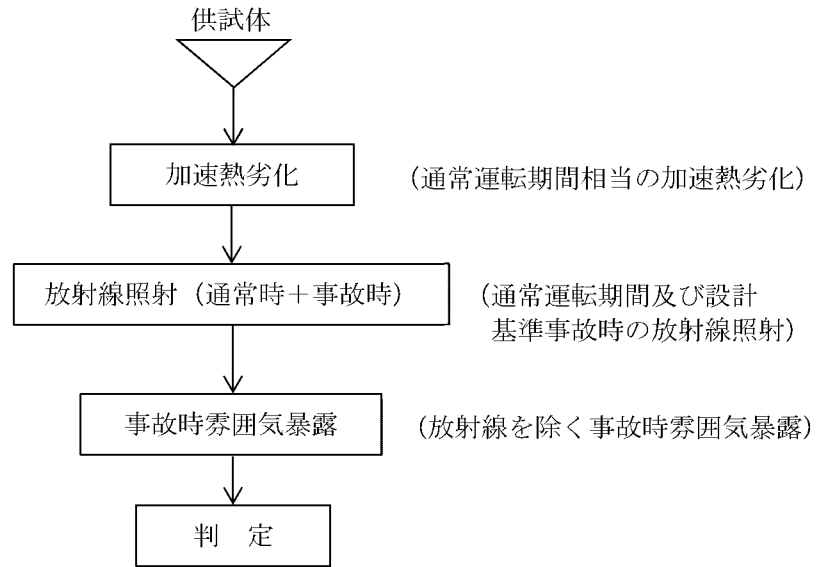 供試体
加速熱劣化
(通常運転期間相当の加速熱劣化)
放射線照射(通常時+事故時)
(通常運転期間及び設計
基準事故時の放射線照射)
事故時雰囲気暴露
(放射線を除く事故時雰囲気暴露)
判 定